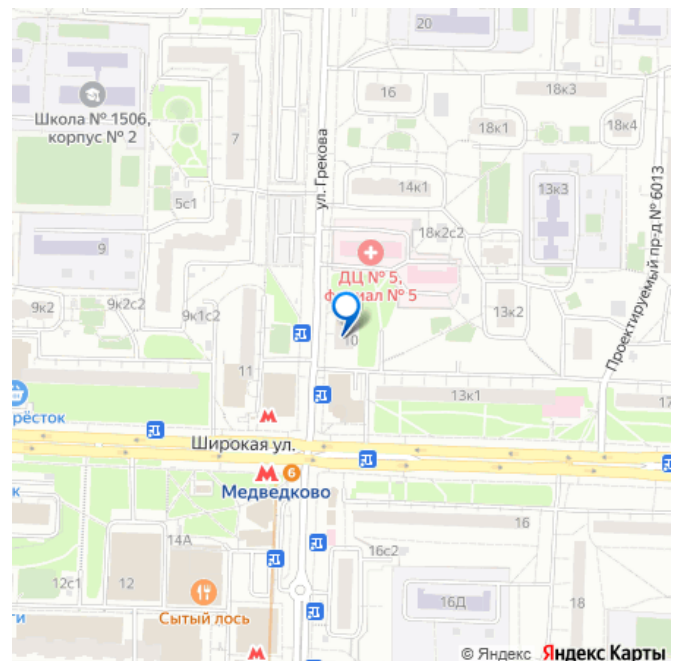 20
16
18к3
Школа № 1506,
корпус № 2
7
18к1
18к4
ул. Грекова
14к1
13к3
5с1
18к2с2
Проектируемый пр-д № 6013
9
ДЦ № 5,
филиал № 5
9к2
9к2с2
9к1с2
13к2
10
11
13к1
17
Широкая ул.
6
Медведково
16
14А
16с2
12с1
12
16Д
18
Сытый лось
© Яндекс Яндекс Карты